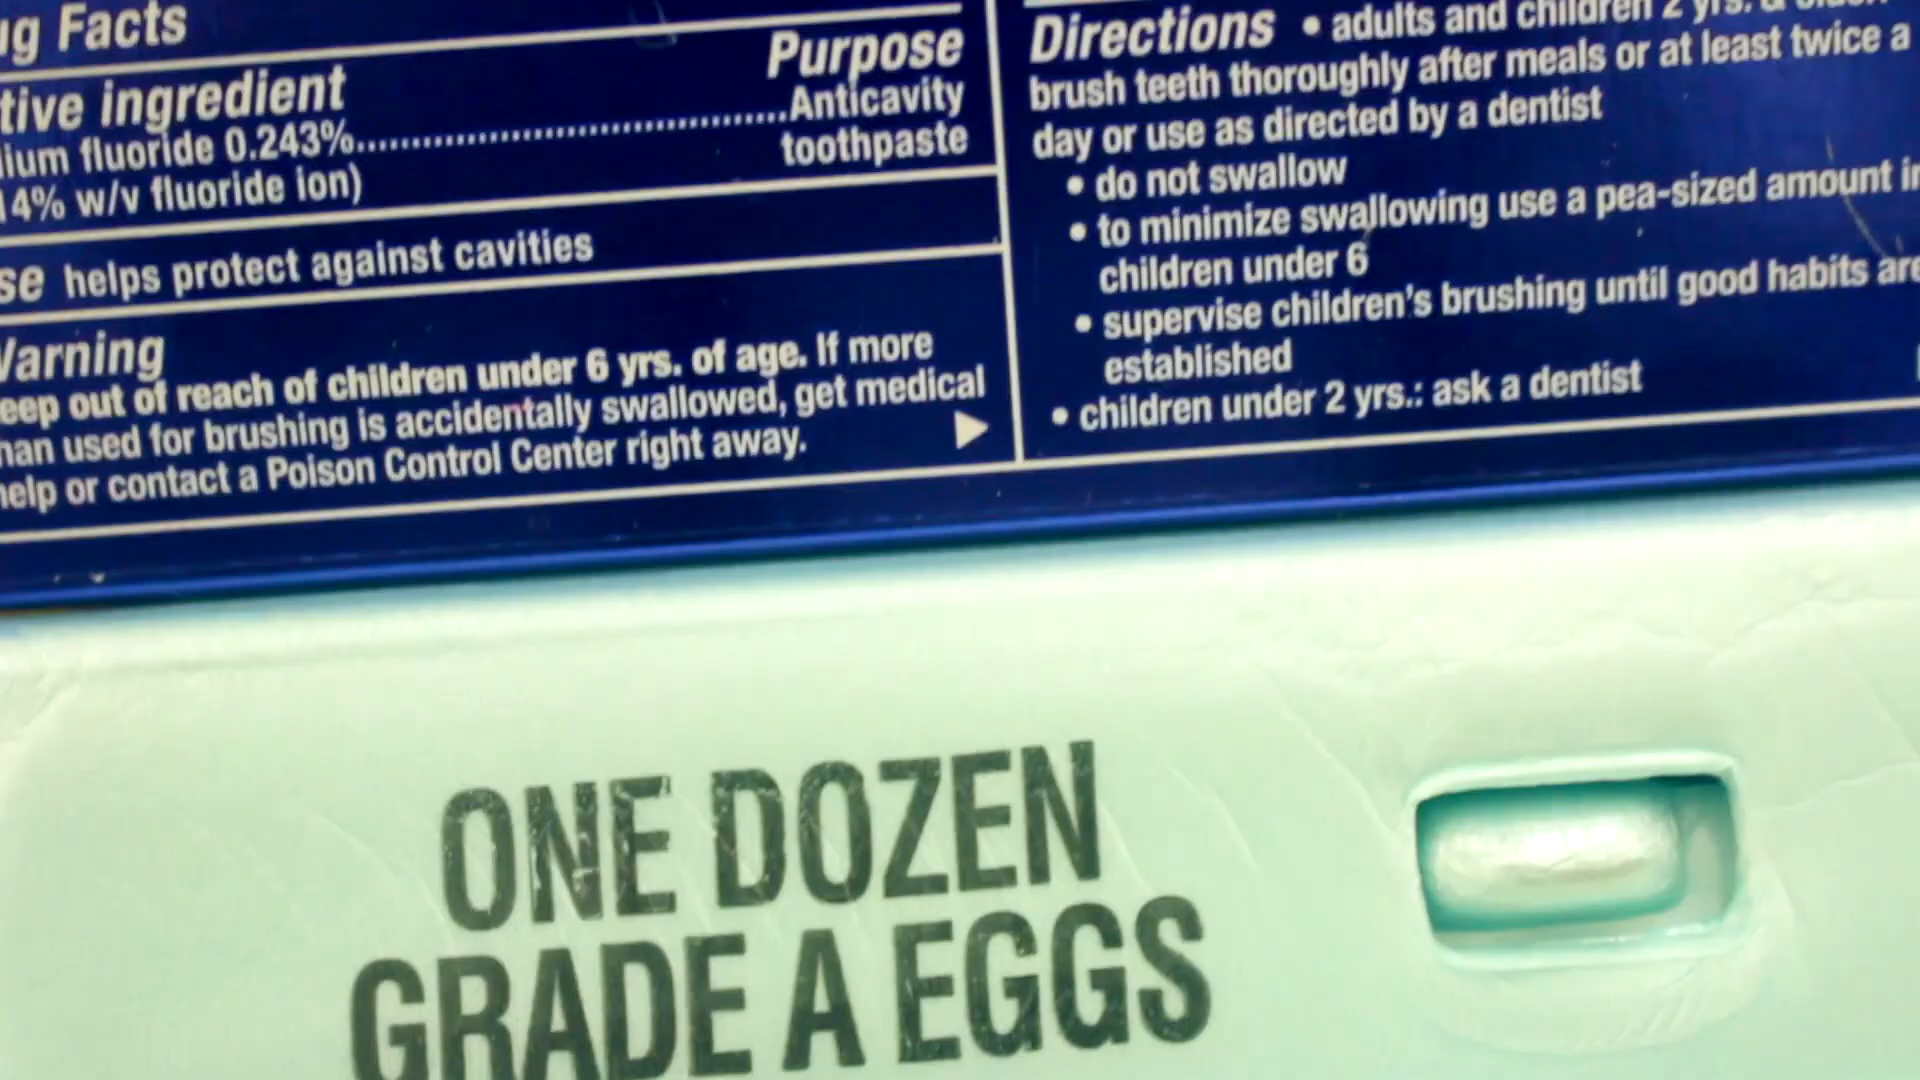 ug Facts
tive ingredient
Purpose
ium fluoride 0.243%..........Anticavity
14% w/v fluoride ion)
toothpaste
se helps protect against cavities
Warning
eep out of reach of children under 6 yrs. of age. If more
han used for brushing is accidentally swallowed, get medical
help or contact a Poison Control Center right away.
Directions • adults and children 2 yrs. &
brush teeth thoroughly after meals or at least twice a
day or use as directed by a dentist
• do not swallow
• to minimize swallowing use a pea-sized amount in
children under 6
• supervise children's brushing until good habits are
established
• children under 2 yrs.: ask a dentist
ONE DOZEN
GRADE A EGGS